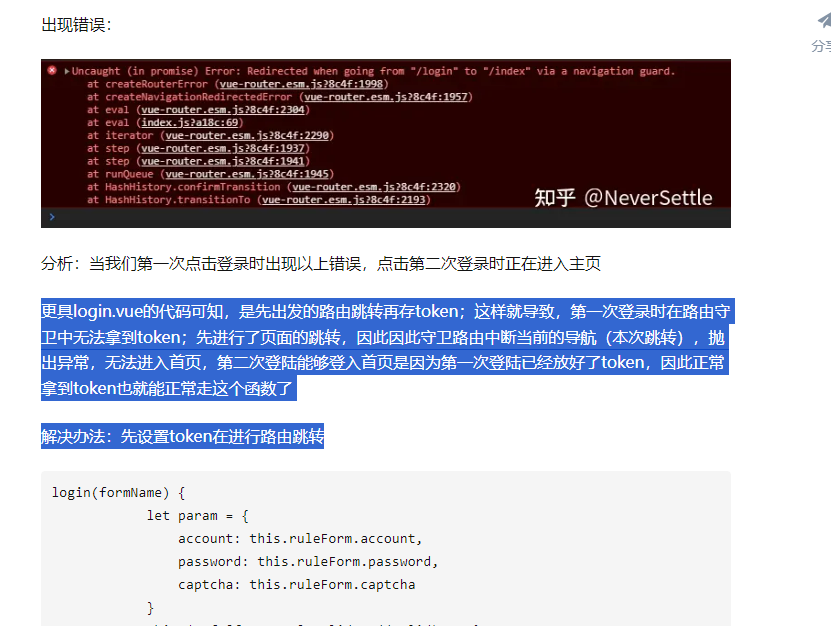 出现错误：
分享
Uncaught (in promise) Error: Redirected when going from "/login" to "/index" via a navigation guard.
at createRouterError (vue-router.esm.js?8c4f:1998)
at createNavigationRedirectedError (vue-router.esm.js?8c4f:1957)
at eval (vue-router.esm.js?8c4f:2304)
at eval (index.js?a18c:69)
at iterator (vue-router.esm.js?8c4f:2290)
at step (vue-router.esm.js?8c4f:1937)
at step (vue-router.esm.js?8c4f:1941)
at runQueue (vue-router.esm.js?8c4f:1945)
at HashHistory.confirmTransition (vue-router.esm.js?8c4f:2320)
at HashHistory.transitionTo (vue-router.esm.js?8c4f:2193)
知乎 @NeverSettle
分析：当我们第一次点击登录时出现以上错误，点击第二次登录时正在进入主页
更具login.vue的代码可知，是先出发的路由跳转再存token；这样就导致，第一次登录时在路由守
卫中无法拿到token；先进行了页面的跳转，因此因此守卫路由中断当前的导航（本次跳转），抛
出异常，无法进入首页，第二次登陆能够登入首页是因为第一次登陆已经放好了token，因此正常
拿到token也就能正常走这个函数了
解决办法：先设置token在进行路由跳转
login(formName) {
let param = {
account: this.ruleForm.account,
password: this.ruleForm.password,
captcha: this.ruleForm.captcha
}